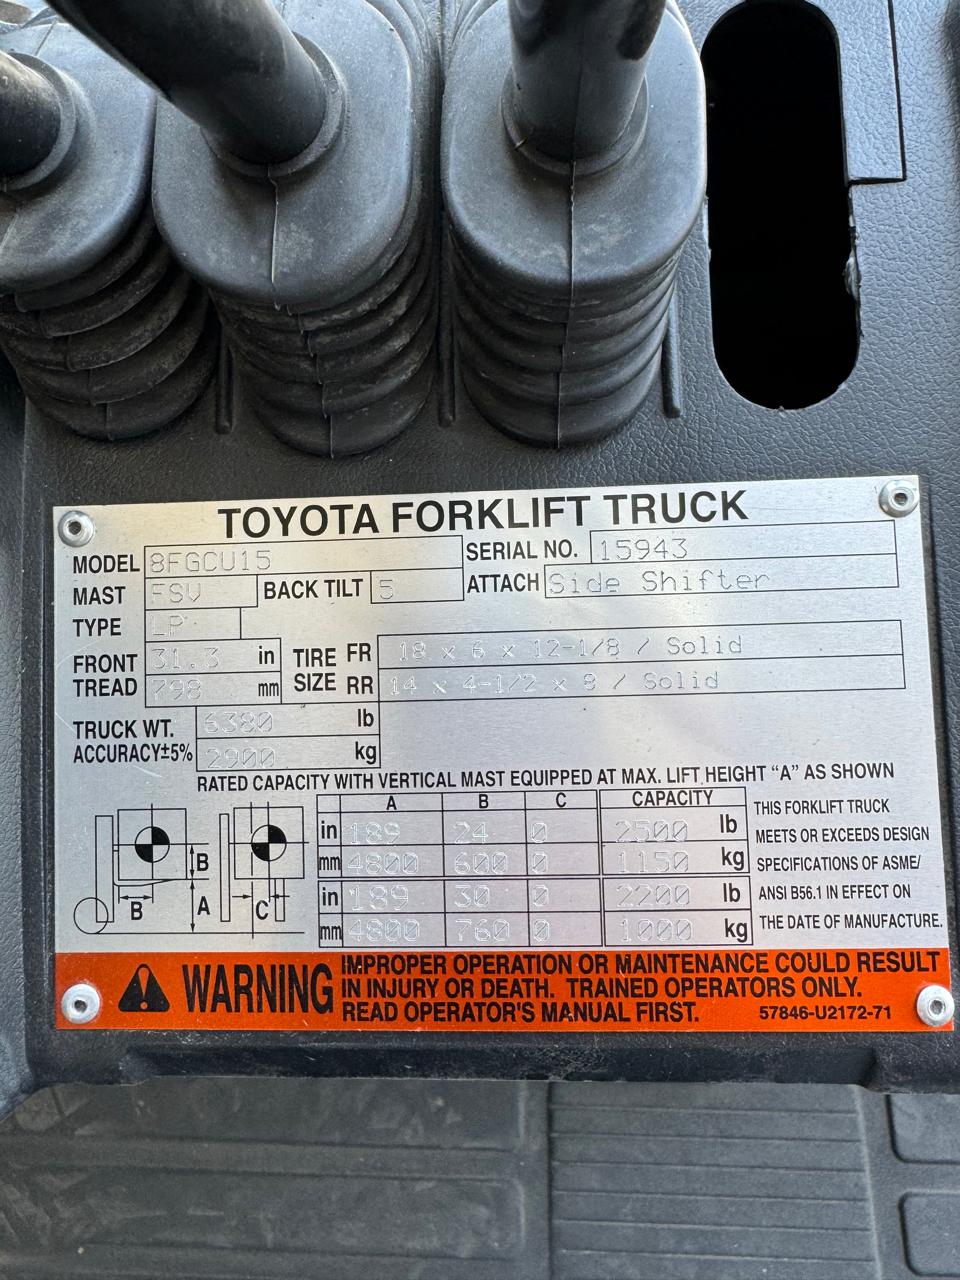 TOYOTA FORKLIFT TRUCK
MODEL 8FGCU15 SERIAL NO. 15943
MAST FSV BACK TILT 5 ATTACH Side Shifter
TYPE LP
FRONT TREAD 31.3 in TIRE SIZE FR 18 x 6 x 12-1/8 / Solid
798 mm RR 14 x 4-1/2 x 8 / Solid
TRUCK WT. 6380 lb
ACCURACY±5% 2900 kg
RATED CAPACITY WITH VERTICAL MAST EQUIPPED AT MAX. LIFT HEIGHT “A” AS SHOWN
A B C CAPACITY
in 189 24 0 2500 lb
mm 4800 600 0 1150 kg
in 189 30 0 2200 lb
mm 4800 760 0 1000 kg
B
B A C
THIS FORKLIFT TRUCK
MEETS OR EXCEEDS DESIGN
SPECIFICATIONS OF ASME/
ANSI B56.1 IN EFFECT ON
THE DATE OF MANUFACTURE.
WARNING
IMPROPER OPERATION OR MAINTENANCE COULD RESULT
IN INJURY OR DEATH. TRAINED OPERATORS ONLY.
READ OPERATOR'S MANUAL FIRST. 57846-U2172-71